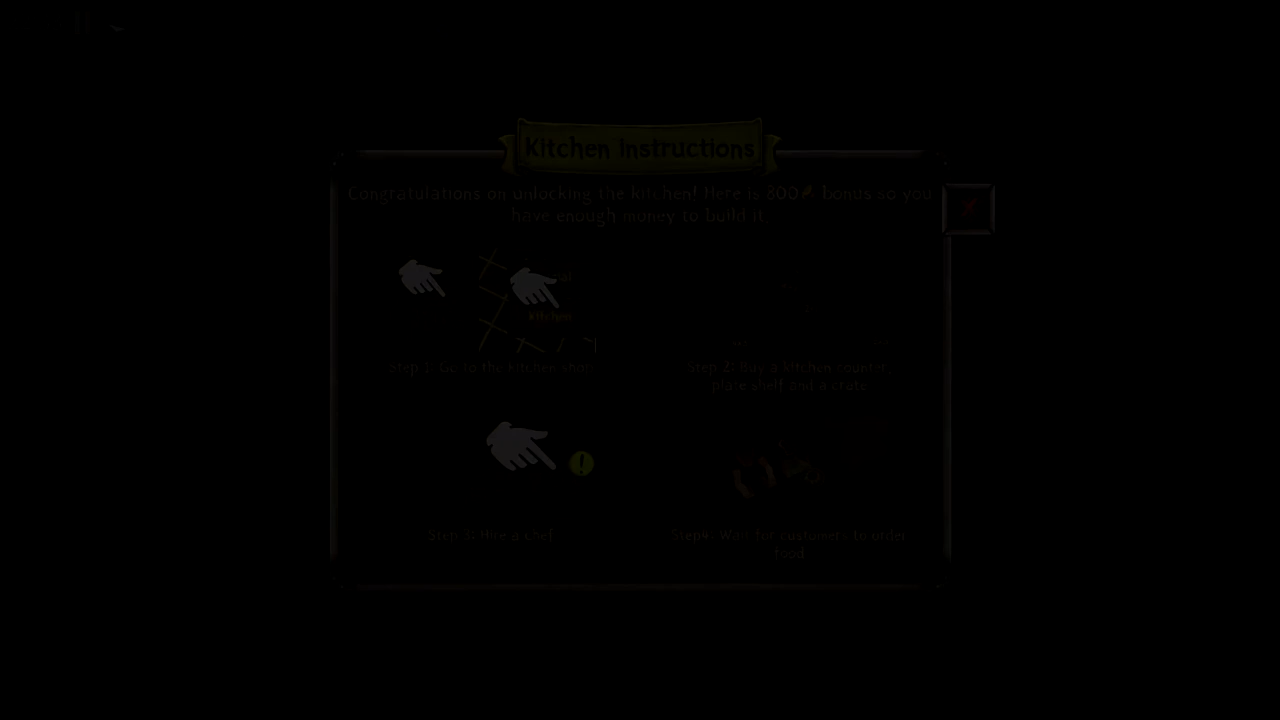 Kitchen Instructions
Congratulations on unlocking the kitchen! Here is 800 bonus so you
have enough money to build it.
Kitchen
Step 1: Go to the kitchen shop
Step 2: Buy a kitchen counter,
plate shelf and a crate
!
Step 3: Hire a chef
Step4: Wait for customers to order
food